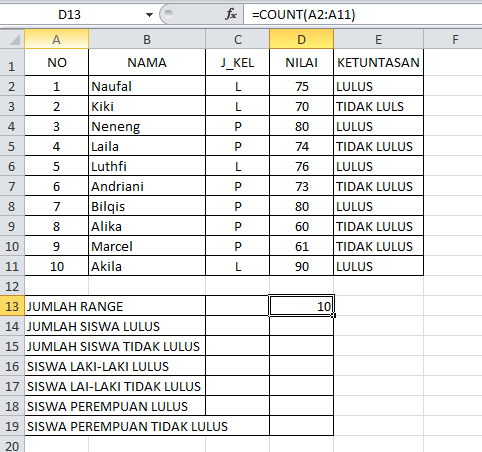 D13 fx =COUNT(A2:A11)
A B C D E F
1 NO NAMA J_KEL NILAI KETUNTASAN
2 1 Naufal L 75 LULUS
3 2 Kiki L 70 TIDAK LULS
4 3 Neneng P 80 LULUS
5 4 Laila P 74 TIDAK LULUS
6 5 Luthfi L 76 LULUS
7 6 Andriani P 73 TIDAK LULUS
8 7 Bilqis P 80 LULUS
9 8 Alika P 60 TIDAK LULUS
10 9 Marcel P 61 TIDAK LULUS
11 10 Akila L 90 LULUS
12
13 JUMLAH RANGE 10
14 JUMLAH SISWA LULUS
15 JUMLAH SISWA TIDAK LULUS
16 SISWA LAKI-LAKI LULUS
17 SISWA LAI-LAKI TIDAK LULUS
18 SISWA PEREMPUAN LULUS
19 SISWA PEREMPUAN TIDAK LULUS
20